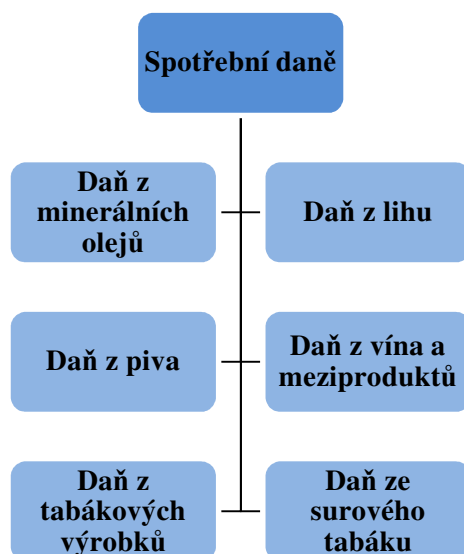 Spotřební daně
Daň z
minerálních
olejů
Daň z lihu
Daň z piva
Daň z vína a
meziproduktů
Daň z
tabákových
výrobků
Daň ze
surového
tabáku